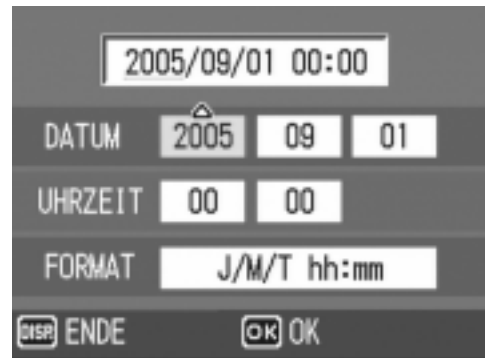 2005/09/01 00:00
DATUM 2005 09 01
UHRZEIT 00 00
FORMAT J/M/T hh:mm
DISP. ENDE OK OK